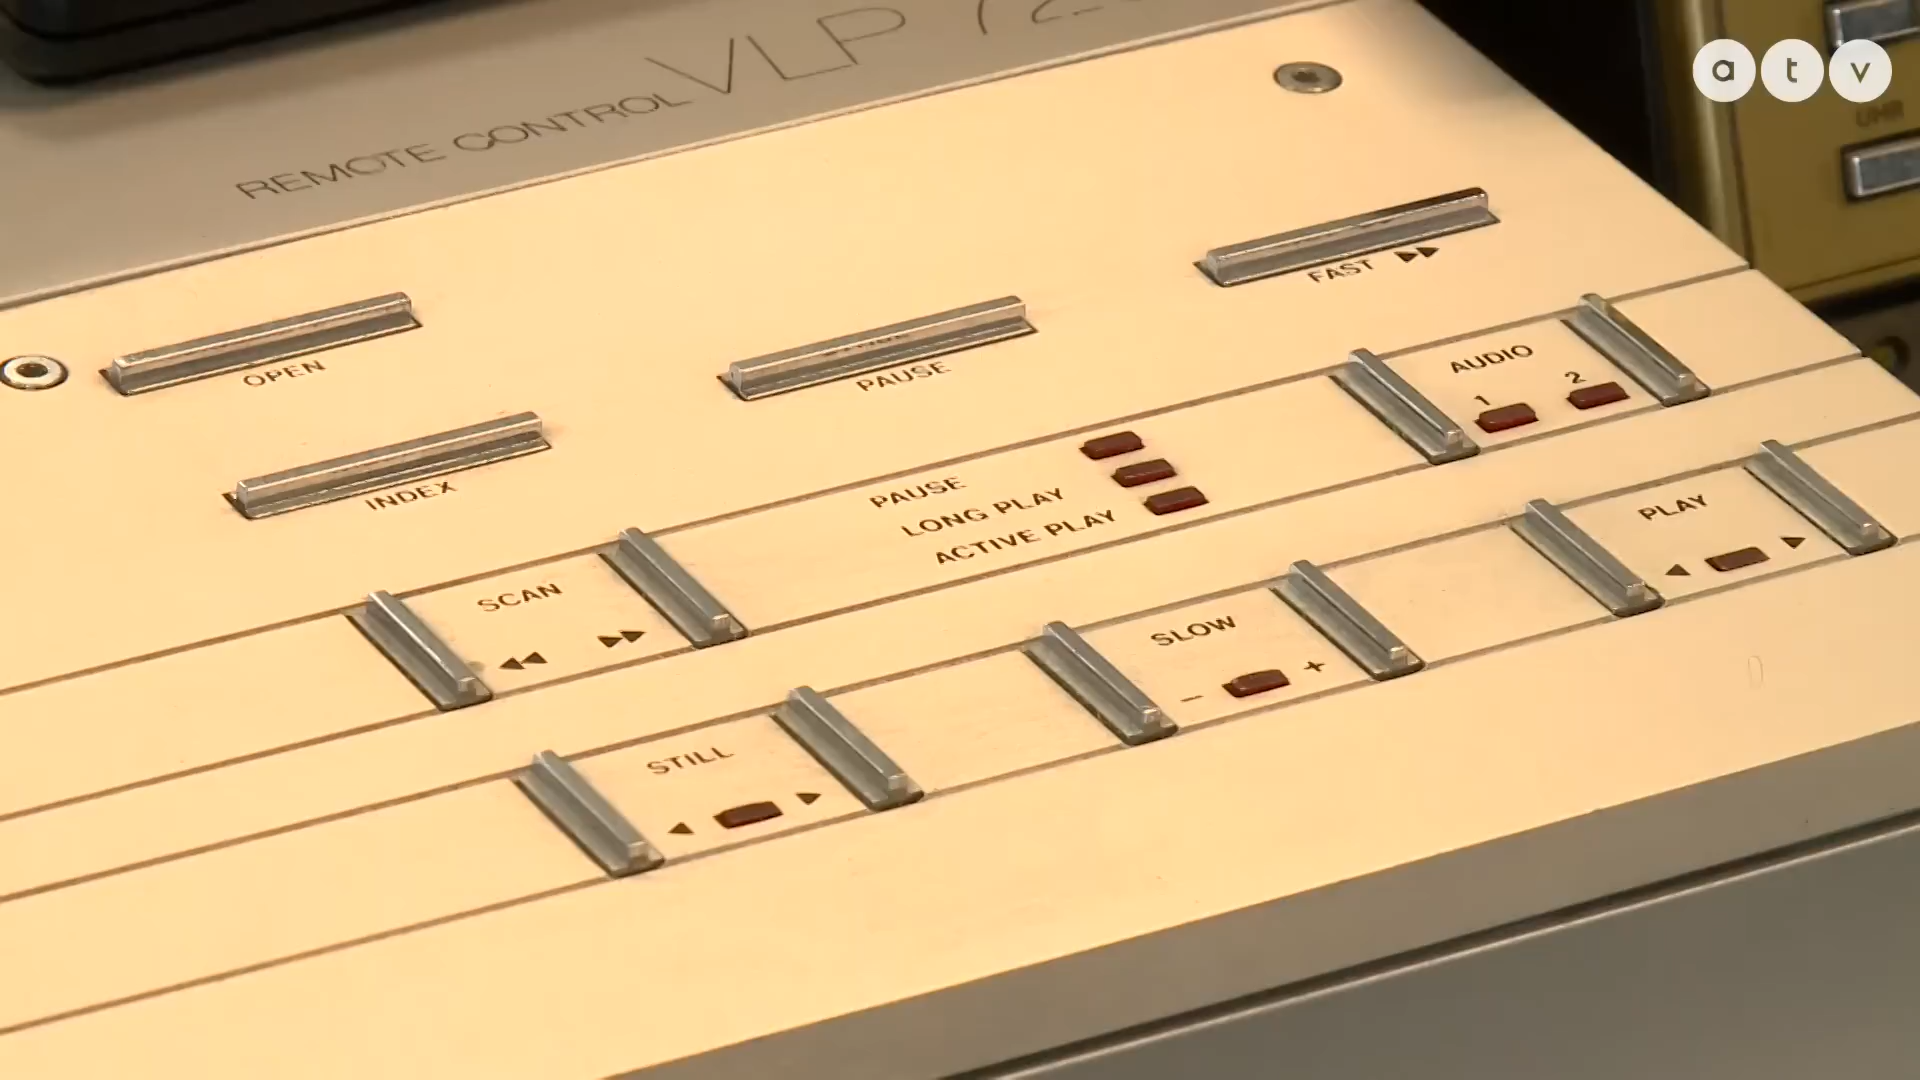 a t v
REMOTE CONTROL VLP 72
FAST ▶▶
OPEN
PAUSE
INDEX
AUDIO
1 2
PAUSE
LONG PLAY
ACTIVE PLAY
SCAN
◀◀ ▶▶
PLAY
◀ ▶
SLOW
– +
STILL
◀ ▶